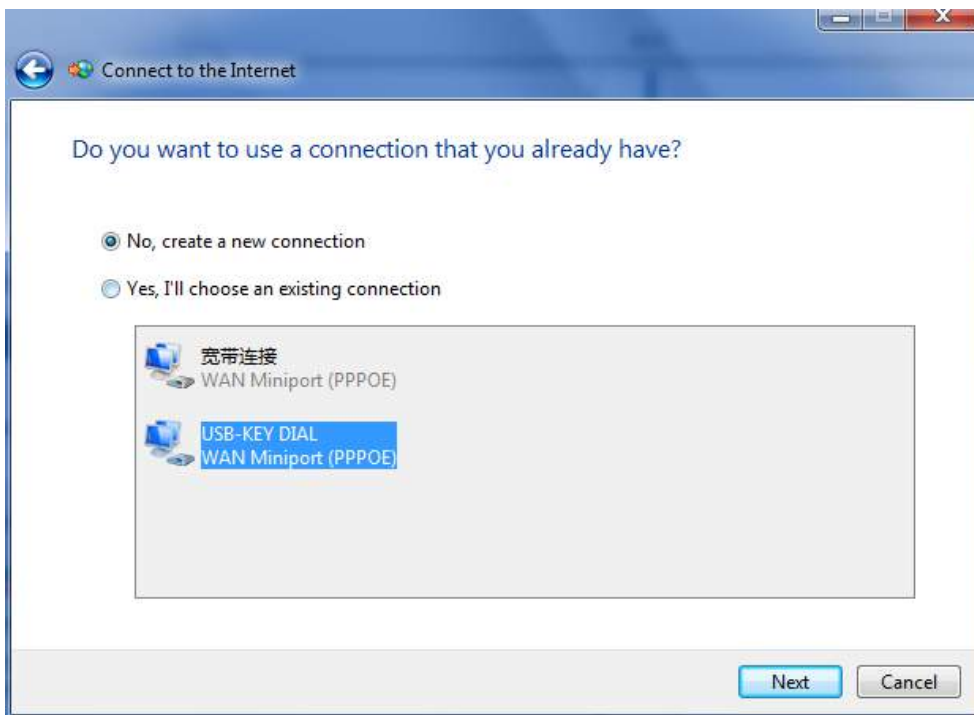 Connect to the Internet
Do you want to use a connection that you already have?
No, create a new connection
Yes, I'll choose an existing connection
宽带连接
WAN Miniport (PPPOE)
USB-KEY DIAL
WAN Miniport (PPPOE)
Next
Cancel